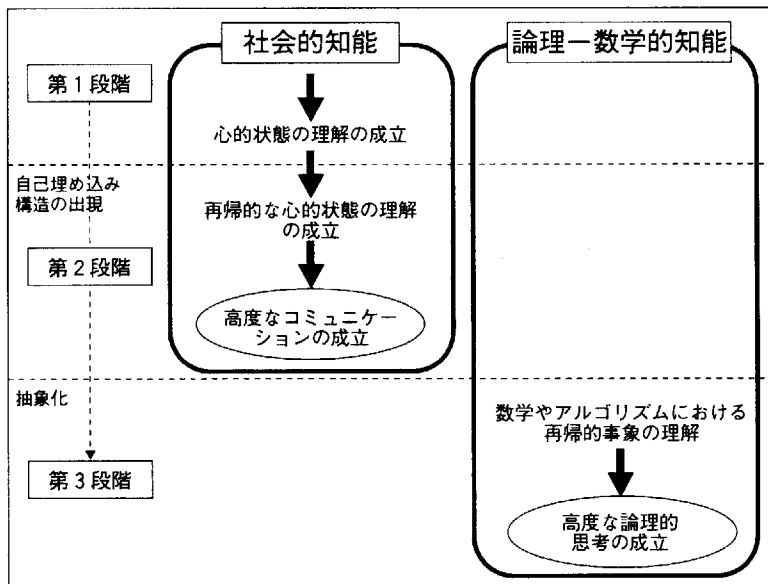 社会的知能
論理－数学的知能
第1段階
心的状態の理解の成立
自己埋め込み
構造の出現
再帰的な心的状態の理解
の成立
第2段階
高度なコミュニケー
ションの成立
抽象化
数学やアルゴリズムにおける
再帰的事象の理解
第3段階
高度な論理的
思考の成立